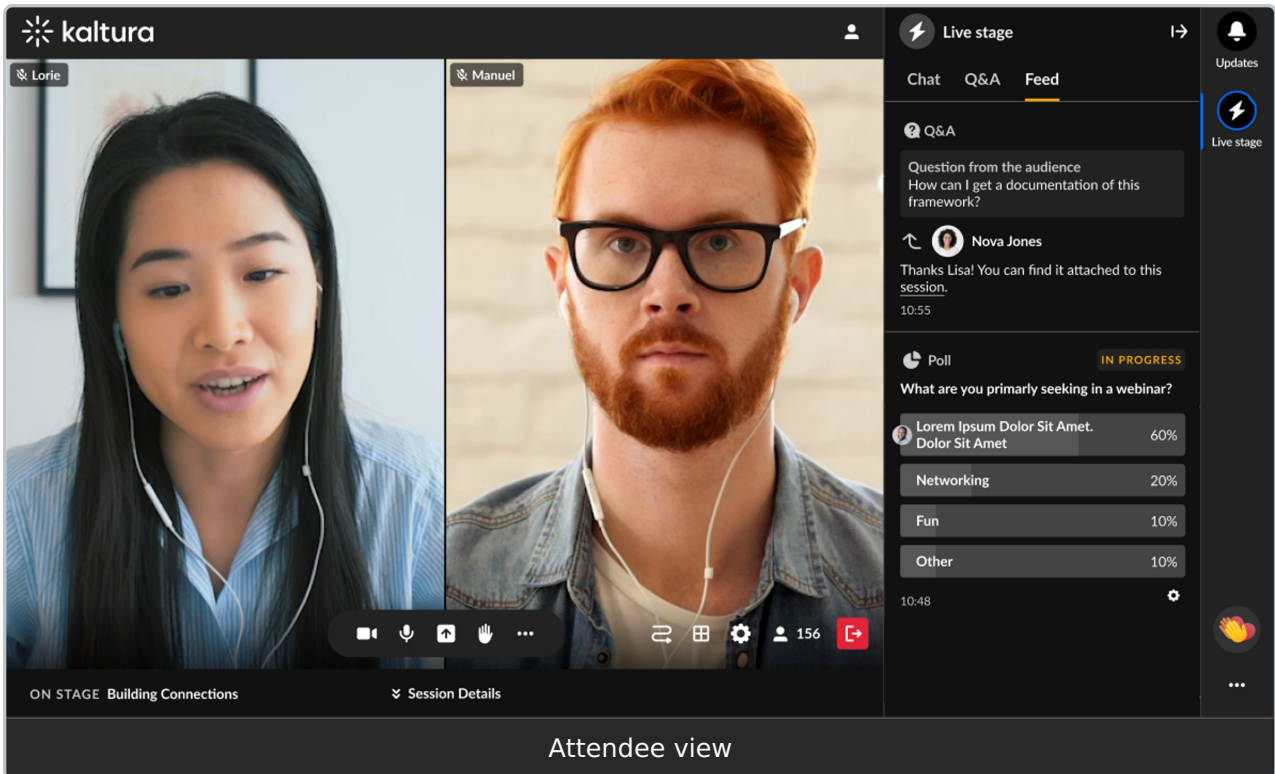 kaltura
Lorie
Manuel
156
ON STAGE Building Connections
Session Details
Live stage
Chat
Q&A
Feed
Q&A
Question from the audience
How can I get a documentation of this
framework?
Nova Jones
Thanks Lisa! You can find it attached to this
session.
10:55
Poll
IN PROGRESS
What are you primarly seeking in a webinar?
Lorem Ipsum Dolor Sit Amet.
Dolor Sit Amet
60%
Networking
20%
Fun
10%
Other
10%
10:48
Updates
Live stage
Attendee view